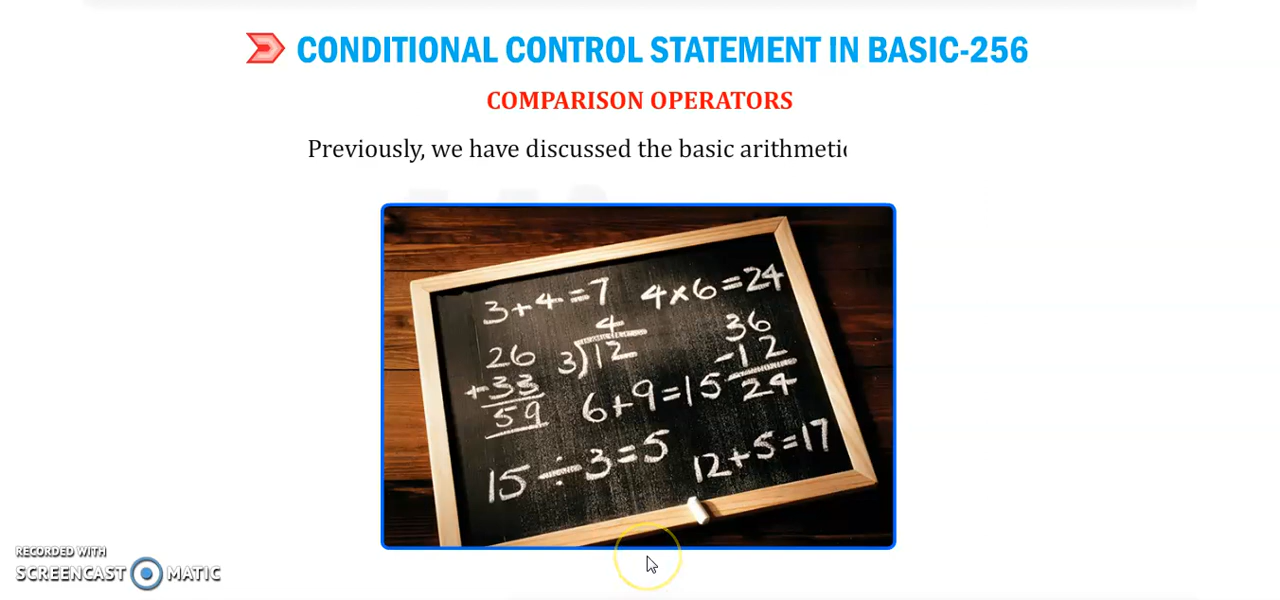 CONDITIONAL CONTROL STATEMENT IN BASIC-256
COMPARISON OPERATORS
Previously, we have discussed the basic
3+4=7
4×6=24
26
+33
59
4
3)12
36
-12
24
6+9=15
15÷3=5
12+5=17
RECORDED WITH
SCREENCAST MATIC